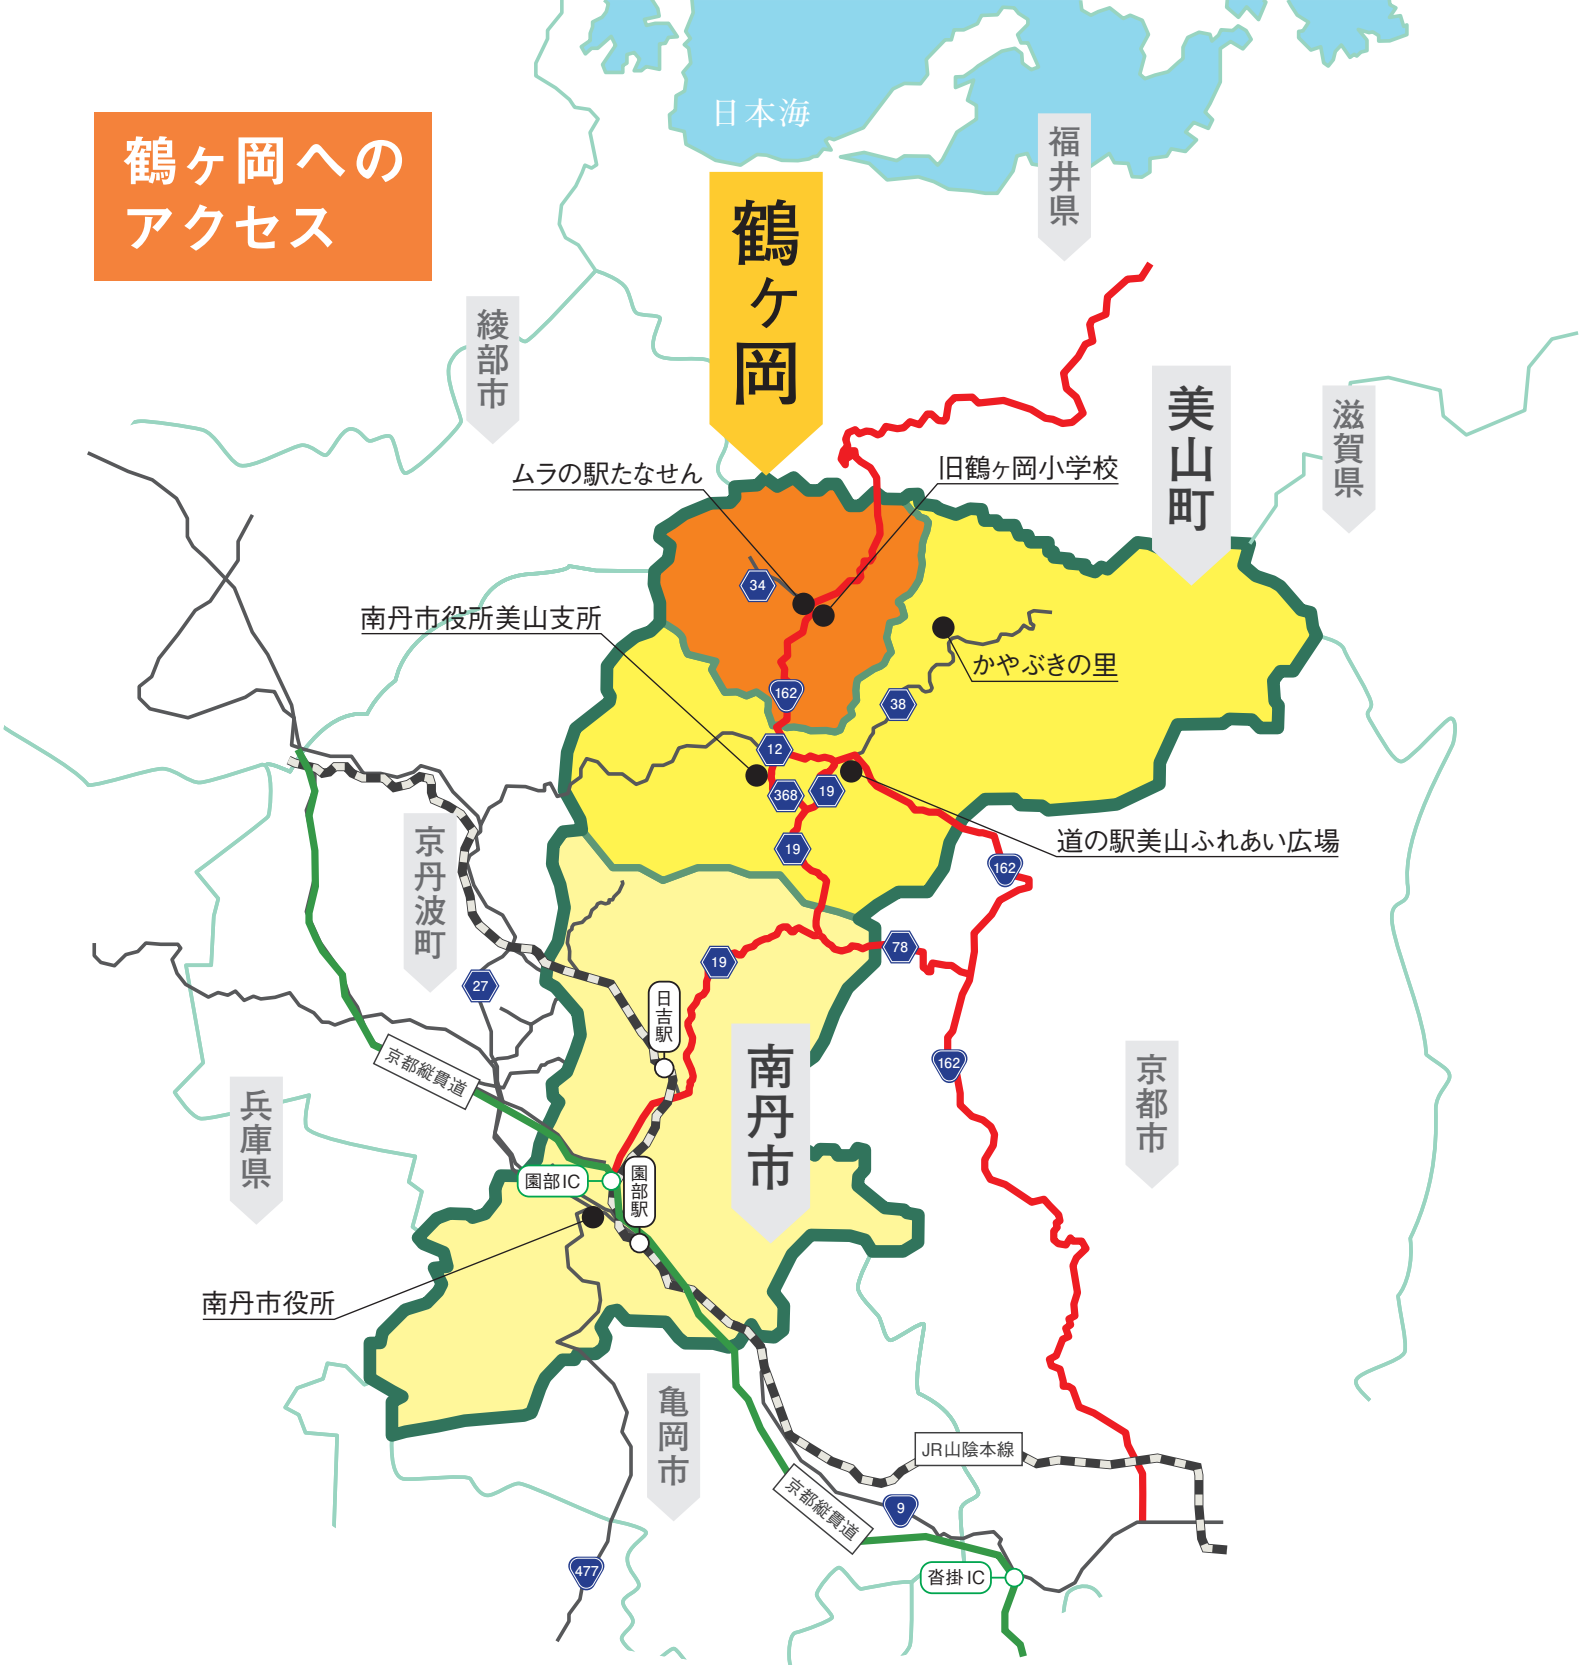 鶴ヶ岡への
アクセス
日本海
福井県
鶴ヶ岡
綾部市
美山町
滋賀県
ムラの駅たなせん
旧鶴ヶ岡小学校
34
南丹市役所美山支所
かやぶきの里
162
38
12
368
19
19
道の駅美山ふれあい広場
162
京丹波町
78
19
27
日吉駅
京都縦貫道
南丹市
162
京都市
兵庫県
園部IC
園部駅
南丹市役所
亀岡市
JR山陰本線
京都縦貫道
9
477
沓掛IC